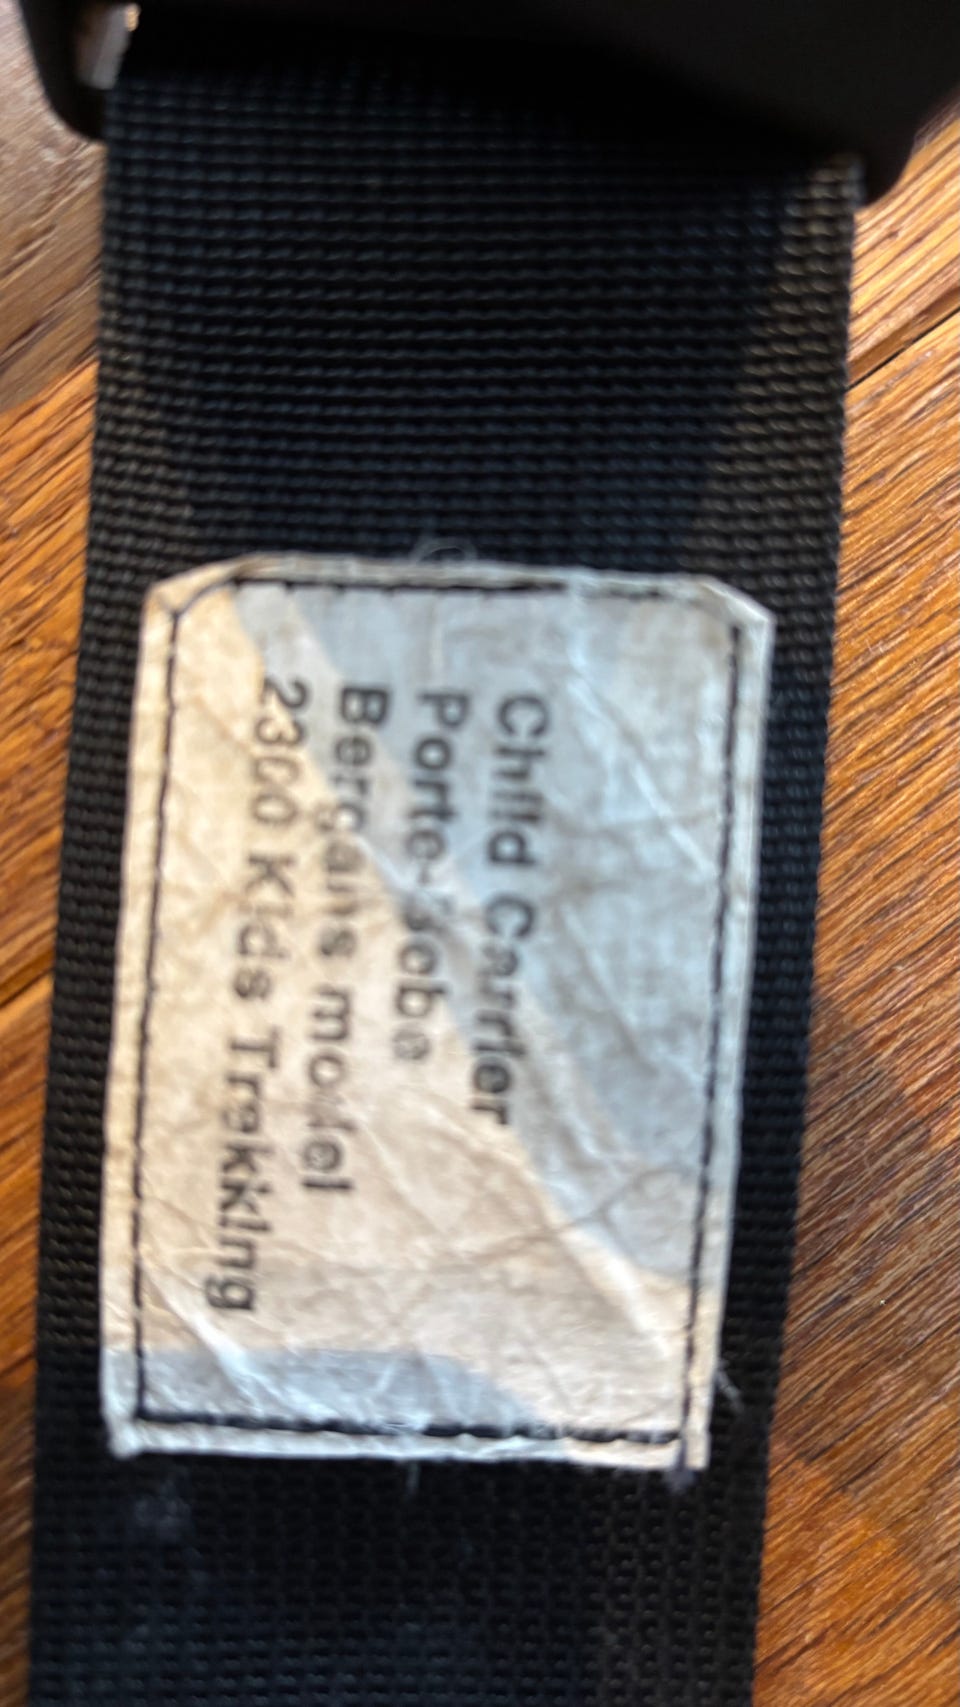 Child Carrier
Porte-Bebe
Bergans model
2300 Kids Trekking